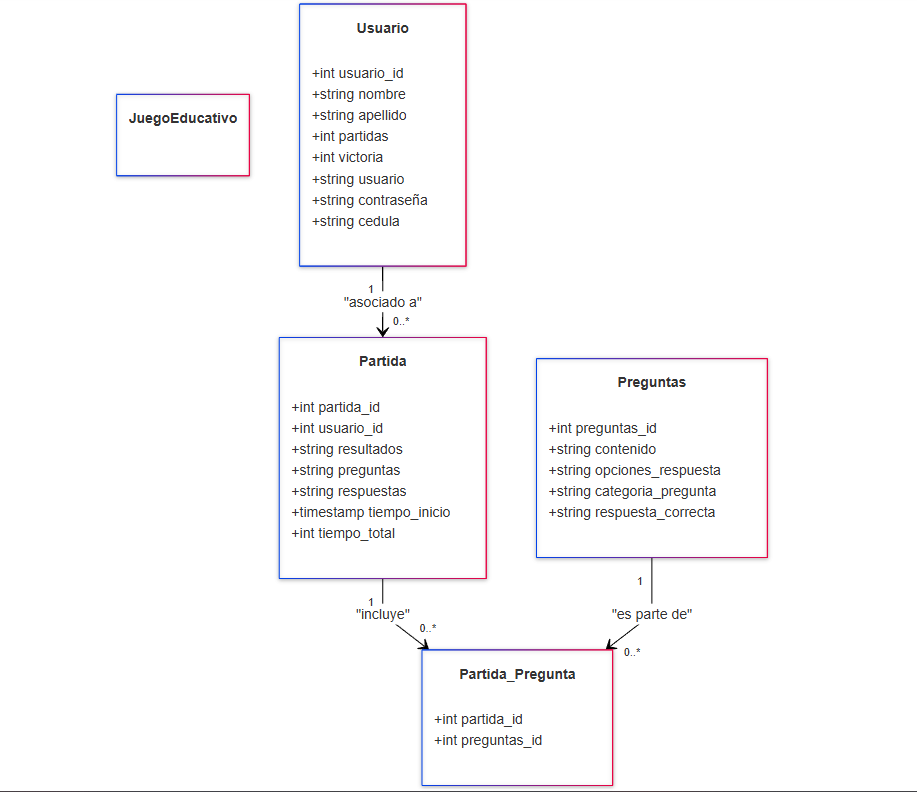 Usuario
+int usuario_id
+string nombre
+string apellido
+int partidas
+int victoria
+string usuario
+string contraseña
+string cedula
JuegoEducativo
1
"asociado a"
0..*
Partida
+int partida_id
+int usuario_id
+string resultados
+string preguntas
+string respuestas
+timestamp tiempo_inicio
+int tiempo_total
Preguntas
+int preguntas_id
+string contenido
+string opciones_respuesta
+string categoria_pregunta
+string respuesta_correcta
1
"incluye"
0..*
1
"es parte de"
0..*
Partida_Pregunta
+int partida_id
+int preguntas_id